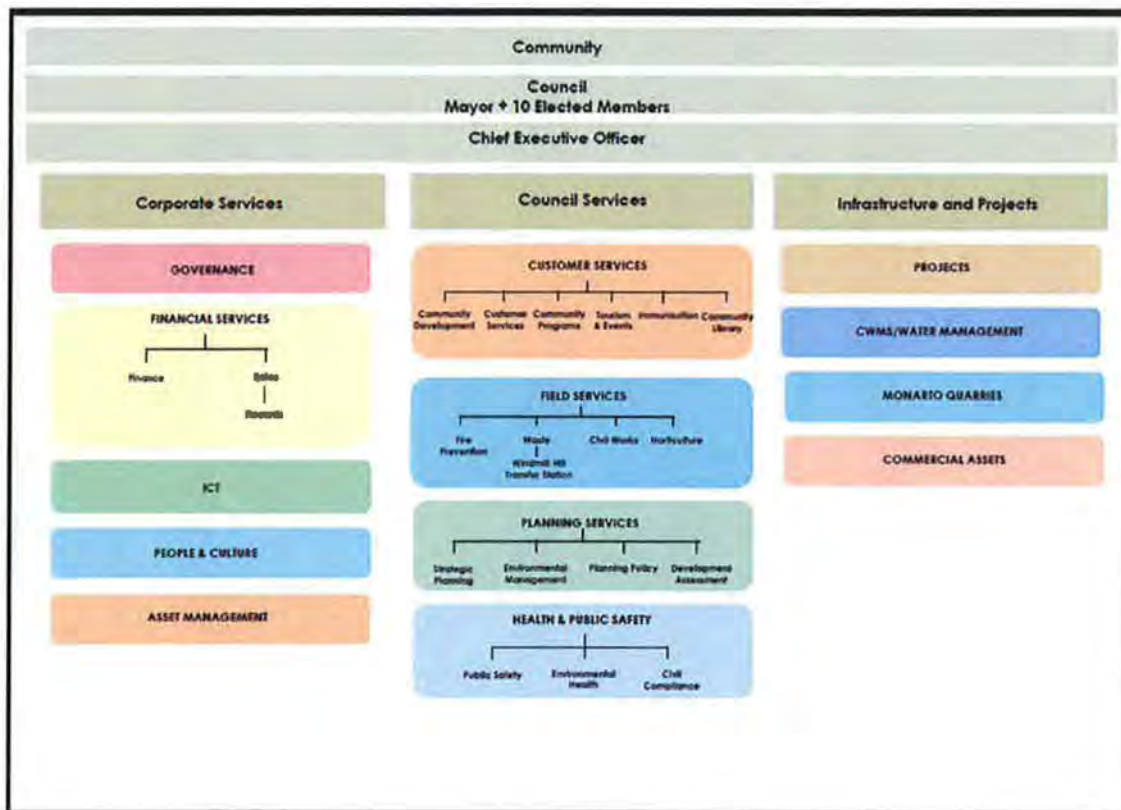 Community
Council
Mayor + 10 Elected Members
Chief Executive Officer
Corporate Services
GOVERNANCE
FINANCIAL SERVICES
Finance
Rates
Rewards
ICT
PEOPLE & CULTURE
ASSET MANAGEMENT
Council Services
CUSTOMER SERVICES
Community
Development
Customer
Services
Community
Programs
Tourism
& Events
Immunisation
Community
Library
FIELD SERVICES
Fire
Prevention
Waste
Windmill Hill
Transfer Station
Civil Works
Horticulture
PLANNING SERVICES
Strategic
Planning
Environmental
Management
Planning Policy
Development
Assessment
HEALTH & PUBLIC SAFETY
Public Safety
Environmental
Health
Civil
Compliance
Infrastructure and Projects
PROJECTS
CWMS/WATER MANAGEMENT
MONARTO QUARRIES
COMMERCIAL ASSETS